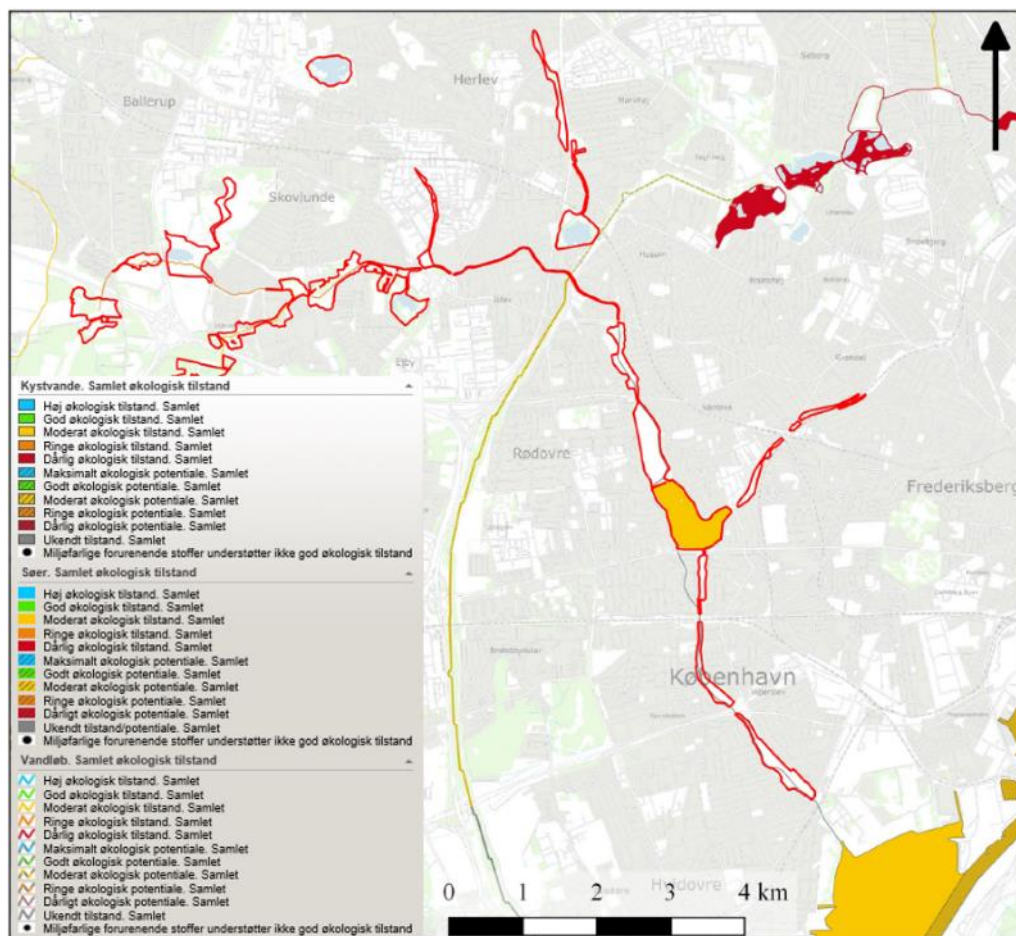 Herlev
Ballerup
Skovlunde
Husum
Islev
Ejby
Rødovre
Frederiksberg
København
Hvidovre
0 1 2 3 4 km
Kystvande. Samlet økologisk tilstand
Høj økologisk tilstand. Samlet
God økologisk tilstand. Samlet
Moderat økologisk tilstand. Samlet
Ringe økologisk tilstand. Samlet
Dårlig økologisk tilstand. Samlet
Maksimalt økologisk potentiale. Samlet
Godt økologisk potentiale. Samlet
Moderat økologisk potentiale. Samlet
Ringe økologisk potentiale. Samlet
Dårlig økologisk potentiale. Samlet
Ukendt tilstand. Samlet
Miljøfarlige forurenende stoffer understøtter ikke god økologisk tilstand
Søer. Samlet økologisk tilstand
Høj økologisk tilstand. Samlet
God økologisk tilstand. Samlet
Moderat økologisk tilstand. Samlet
Ringe økologisk tilstand. Samlet
Dårlig økologisk tilstand. Samlet
Maksimalt økologisk potentiale. Samlet
Godt økologisk potentiale. Samlet
Moderat økologisk potentiale. Samlet
Ringe økologisk potentiale. Samlet
Dårligt økologisk potentiale. Samlet
Ukendt tilstand/potentiale. Samlet
Miljøfarlige forurenende stoffer understøtter ikke god økologisk tilstand
Vandløb. Samlet økologisk tilstand
Høj økologisk tilstand. Samlet
God økologisk tilstand. Samlet
Moderat økologisk tilstand. Samlet
Ringe økologisk tilstand. Samlet
Dårlig økologisk tilstand. Samlet
Maksimalt økologisk potentiale. Samlet
Godt økologisk potentiale. Samlet
Moderat økologisk potentiale. Samlet
Ringe økologisk potentiale. Samlet
Dårligt økologisk potentiale. Samlet
Ukendt tilstand. Samlet
Miljøfarlige forurenende stoffer understøtter ikke god økologisk tilstand